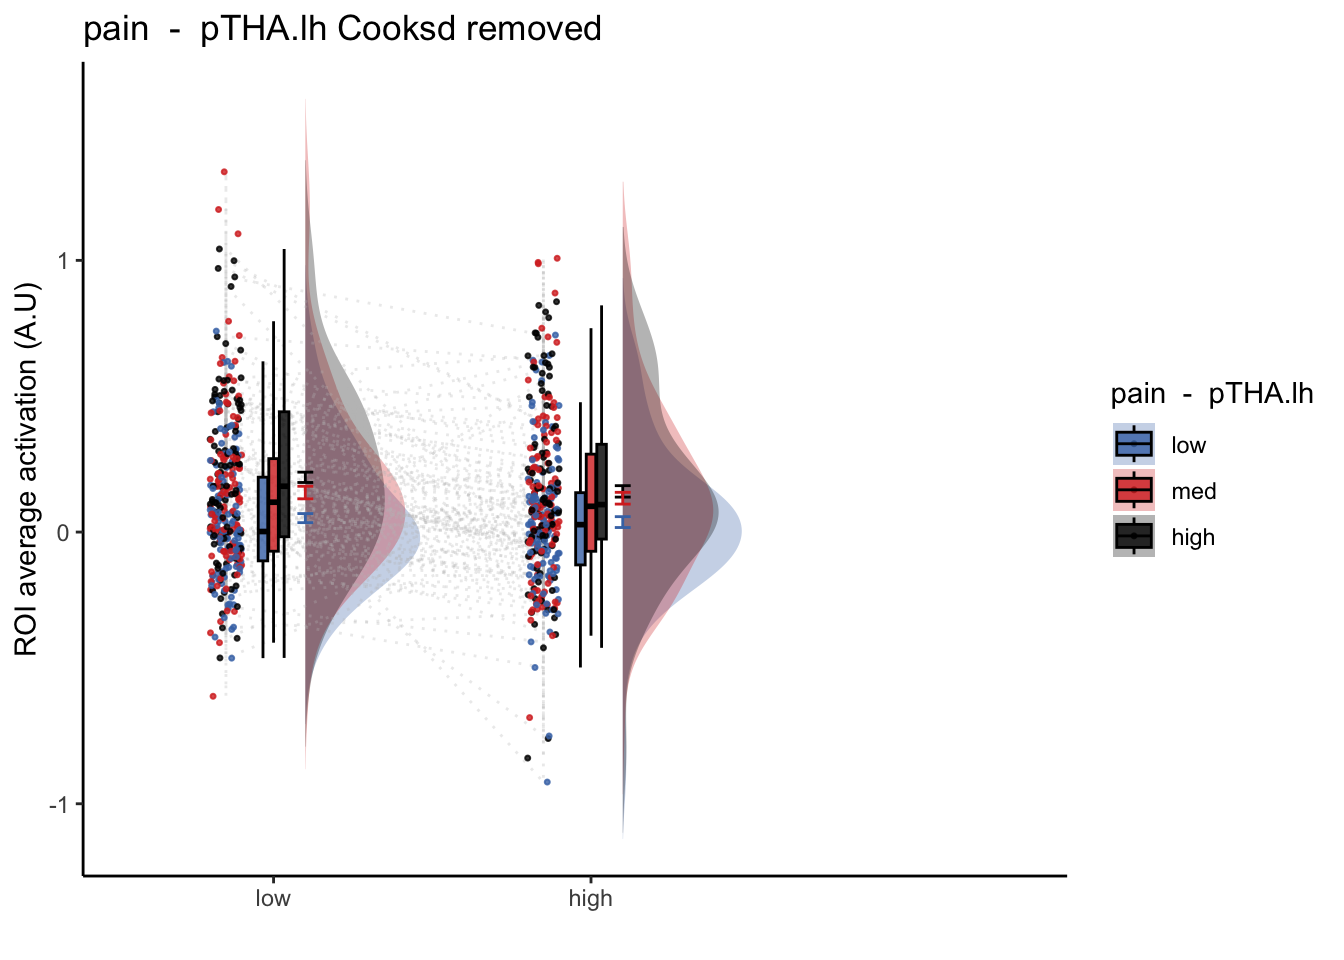 pain  -  pTHA.lh Cooksd removed
ROI average activation (A.U)
1
0
-1
low
high
pain  -  pTHA.lh
low
med
high